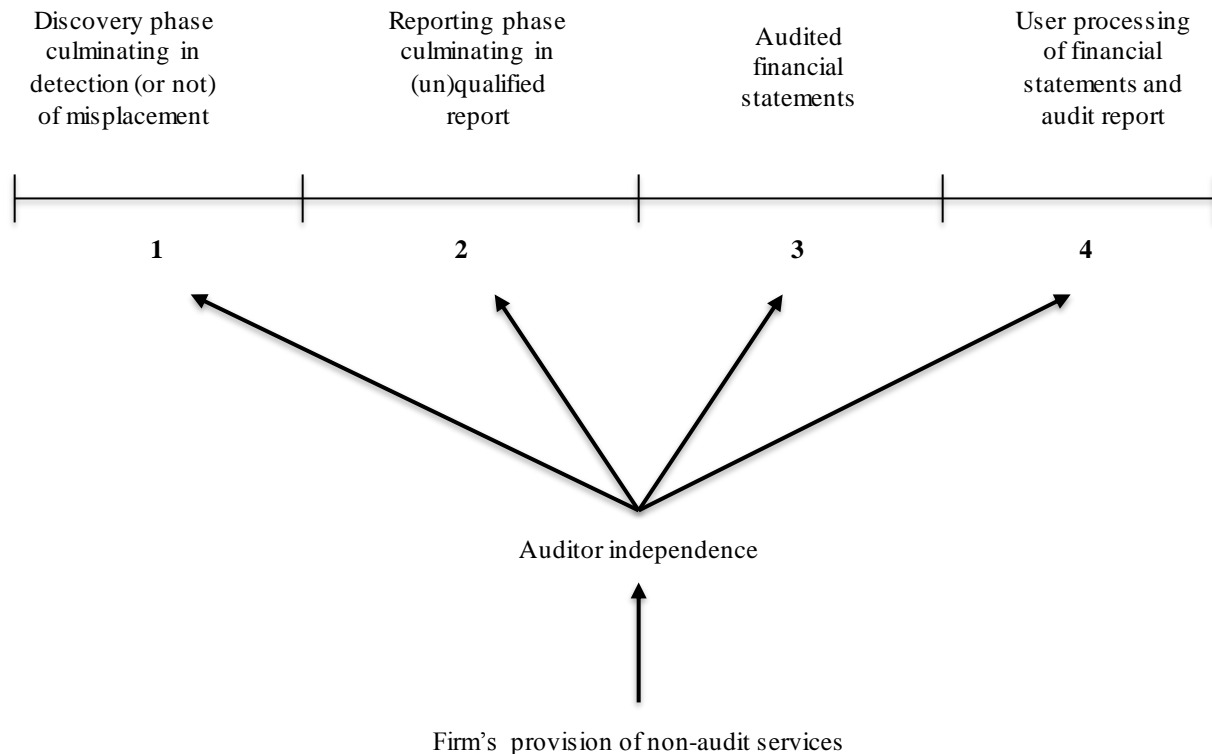 Discovery phase
culminating in
detection (or not)
of misplacement
Reporting phase
culminating in
(un)qualified
report
Audited
financial
statements
User processing
of financial
statements and
audit report
1
2
3
4
Auditor independence
Firm's provision of non-audit services